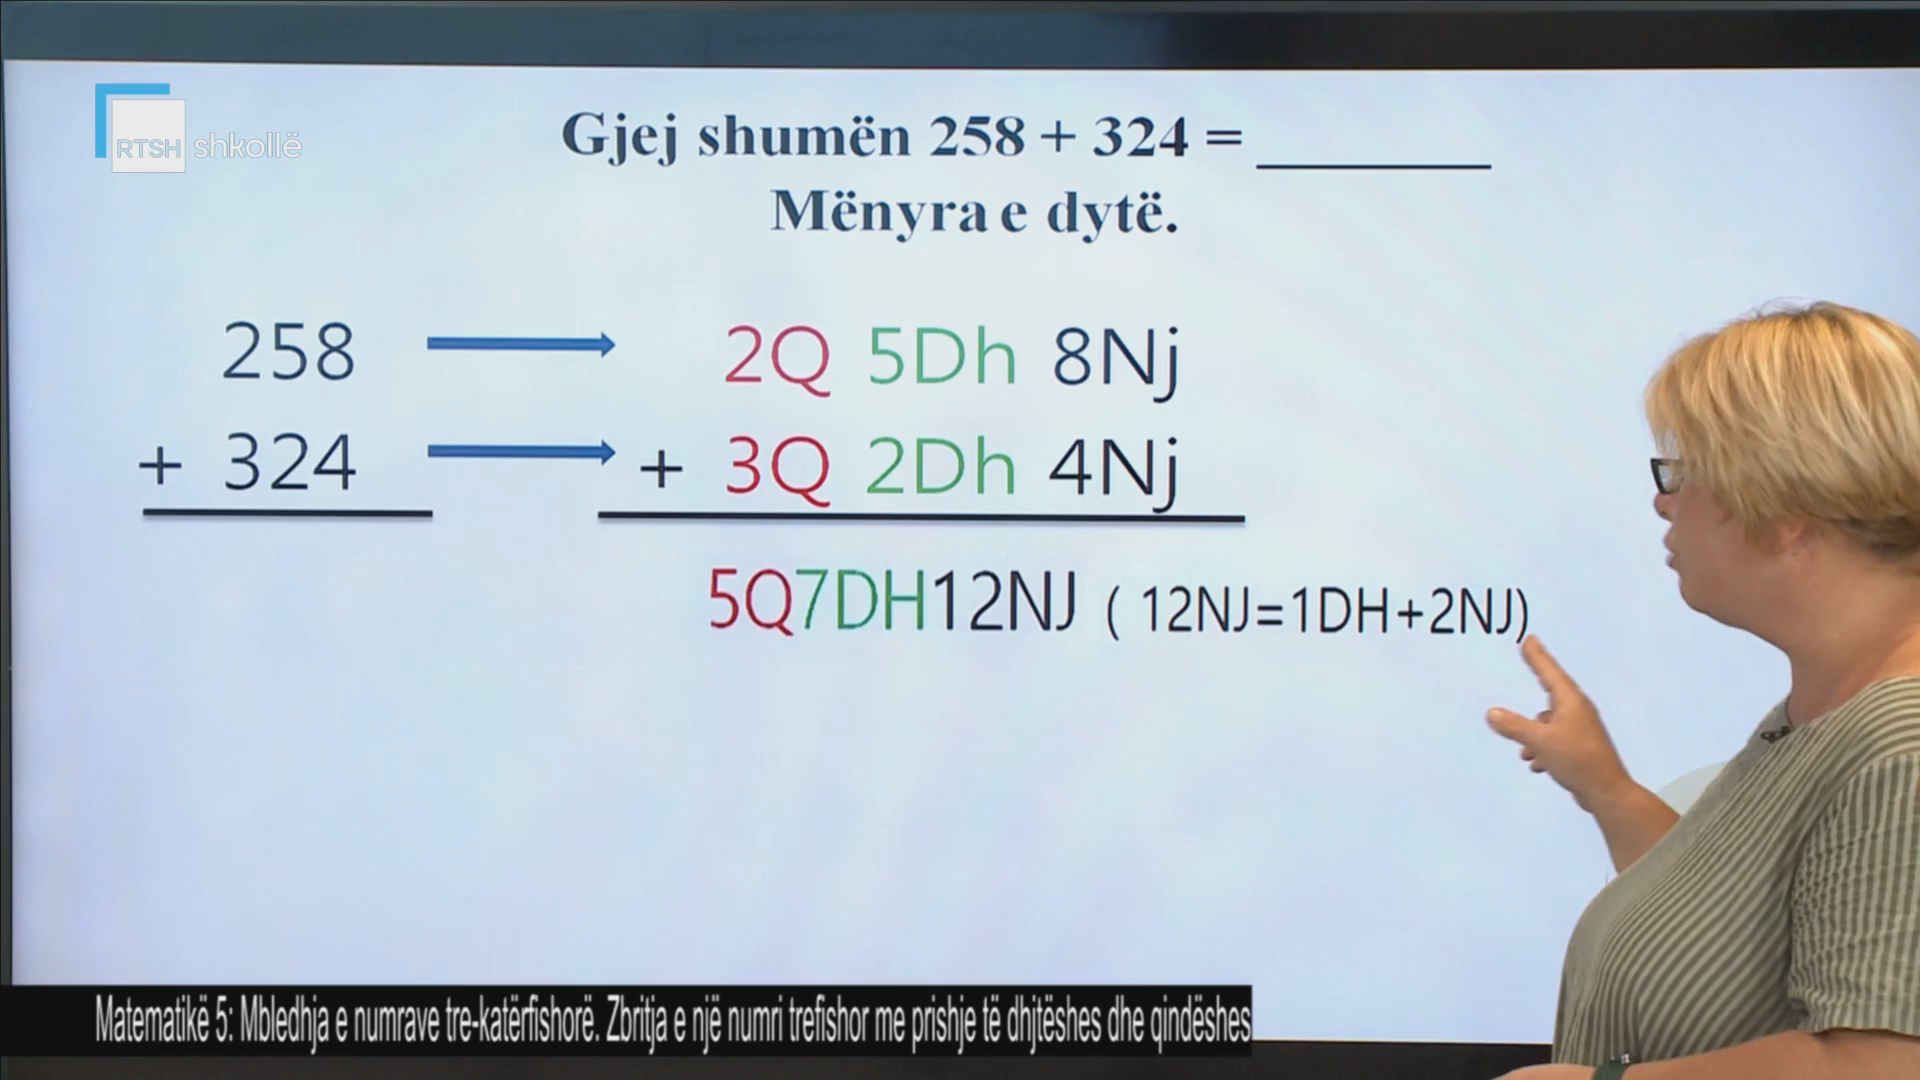 RTSH shkollë
Gjej shumën 258 + 324 = ________
Mënyra e dytë.
258 2Q 5Dh 8Nj
+ 324 + 3Q 2Dh 4Nj
5Q7DH12NJ ( 12NJ=1DH+2NJ)
Matematikë 5: Mbledhja e numrave tre-katërfishorë. Zbritja e një numri trefishor me prishje të dhjtëshes dhe qindëshes